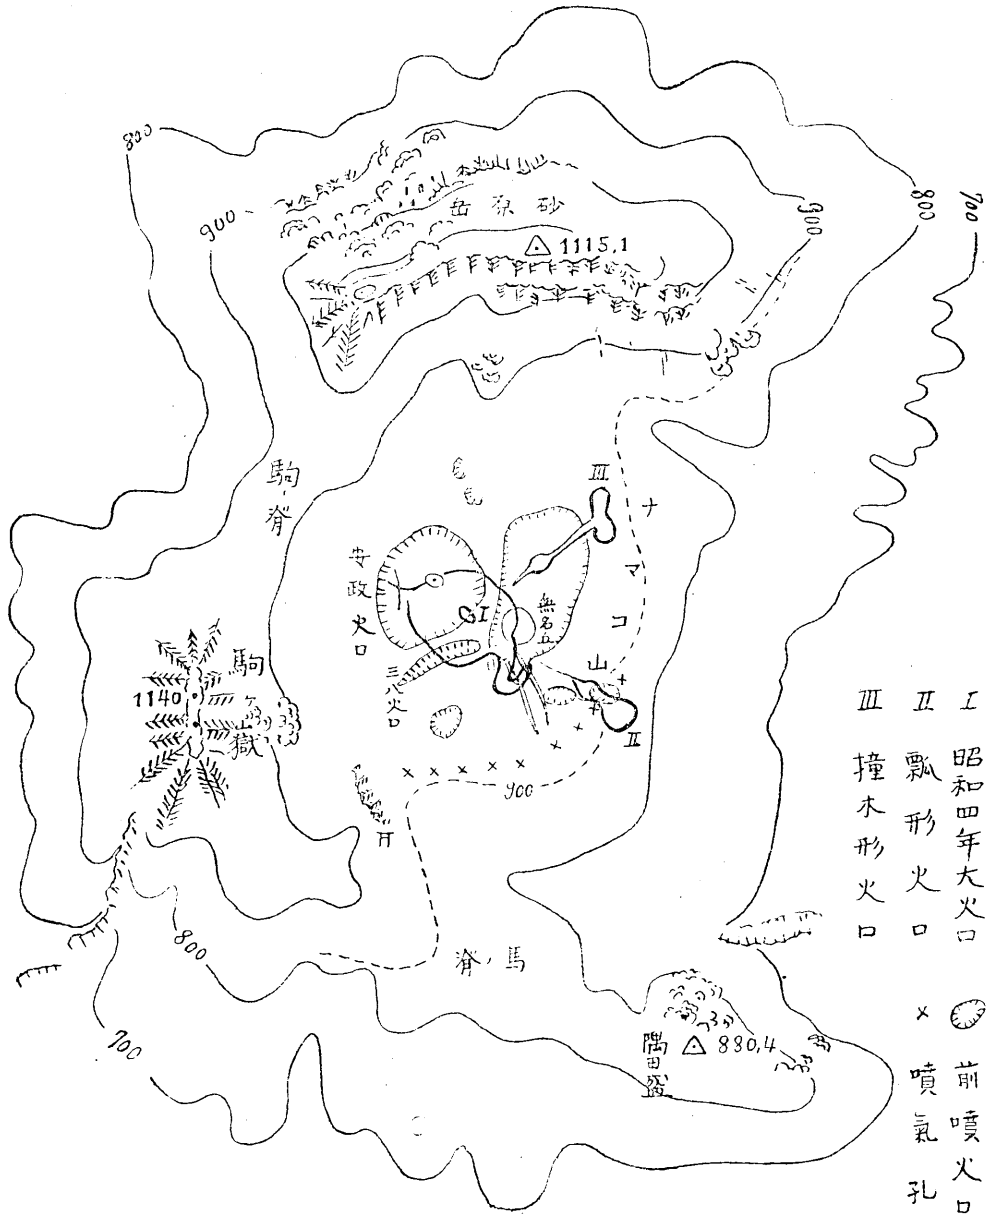 800
900
岳原砂
1115,1
900
800
700
駒ノ脊
III
ナマコ山
安政火口
I
無名丘
三八火口
駒ヶ嶽
1140
II
900
800
脊ノ馬
700
隅田盛
880,4
I 昭和四年大火口
II 瓢形火口
III 撞木形火口
前噴火口
× 噴氣孔